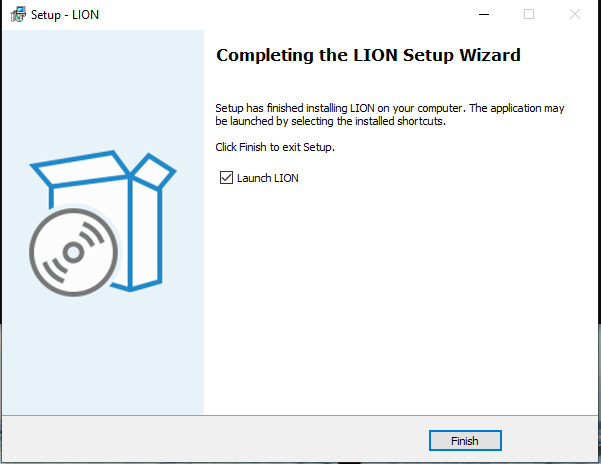 Setup - LION
Completing the LION Setup Wizard
Setup has finished installing LION on your computer. The application may
be launched by selecting the installed shortcuts.
Click Finish to exit Setup.
Launch LION
Finish